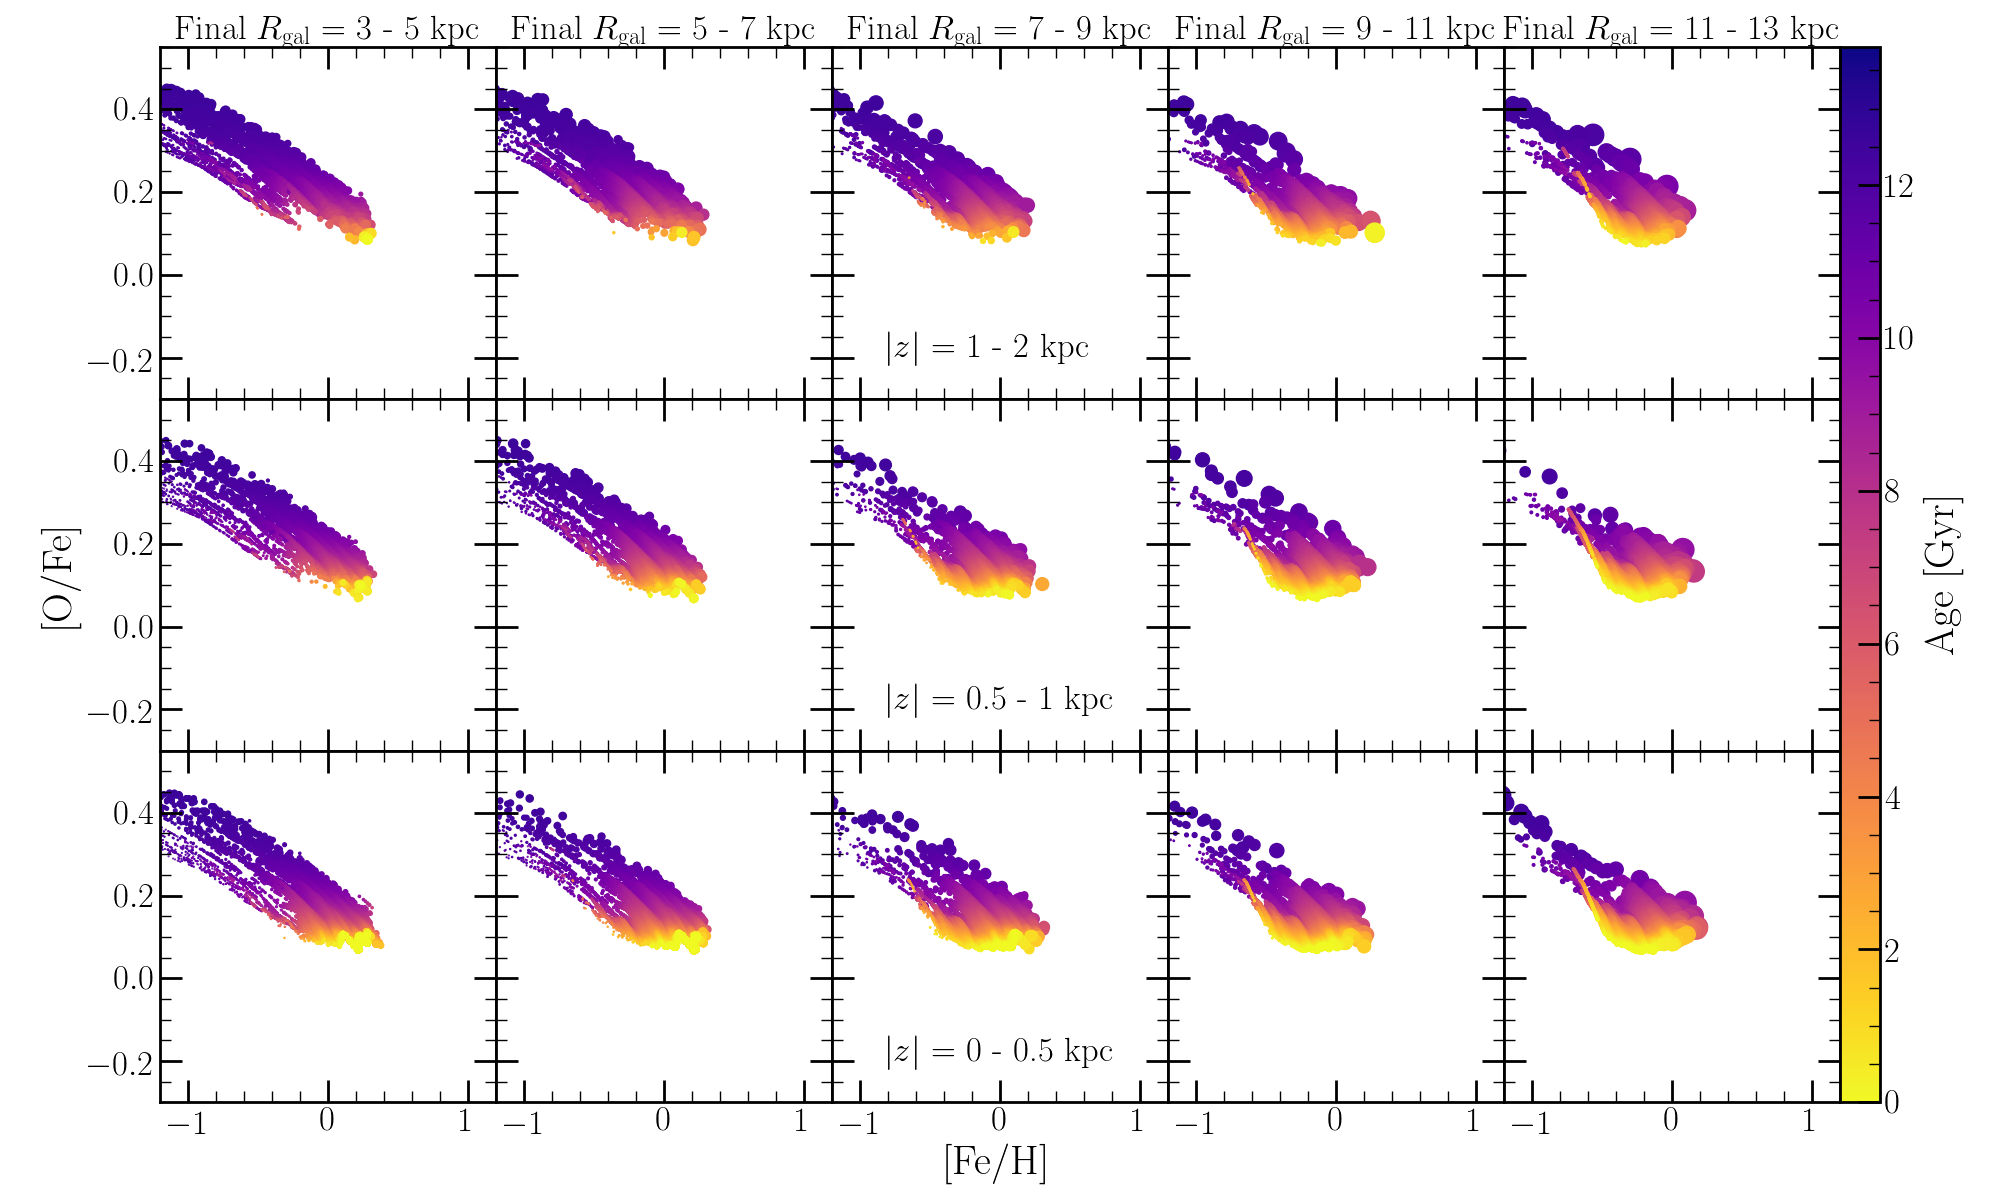 Final R_gal = 3 - 5 kpc
Final R_gal = 5 - 7 kpc
Final R_gal = 7 - 9 kpc
Final R_gal = 9 - 11 kpc
Final R_gal = 11 - 13 kpc
0.4
0.2
0.0
−0.2
|z| = 1 - 2 kpc
0.4
0.2
0.0
−0.2
|z| = 0.5 - 1 kpc
0.4
0.2
0.0
−0.2
|z| = 0 - 0.5 kpc
[O/Fe]
−1 0 1
−1 0 1
−1 0 1
−1 0 1
−1 0 1
[Fe/H]
12
10
8
6
4
2
0
Age [Gyr]